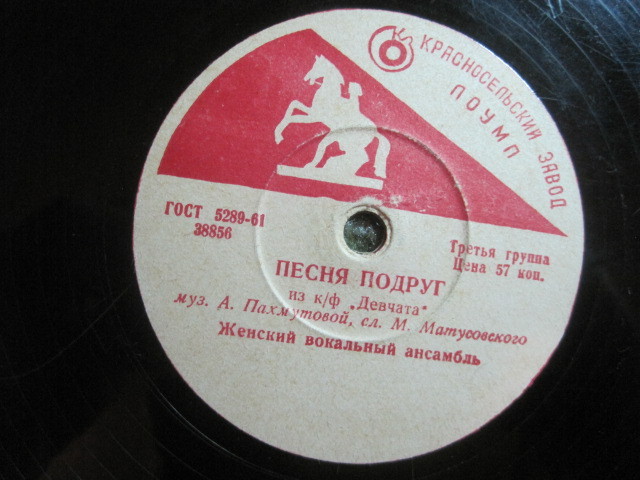 КРАСНОСЕЛЬСКИЙ ЗАВОД
ПОУМП
ГОСТ 5289-61
38856
Третья группа
Цена 57 коп.
ПЕСНЯ ПОДРУГ
из к/ф „Девчата“
муз. А. Пахмутовой, сл. М. Матусовского
Женский вокальный ансамбль